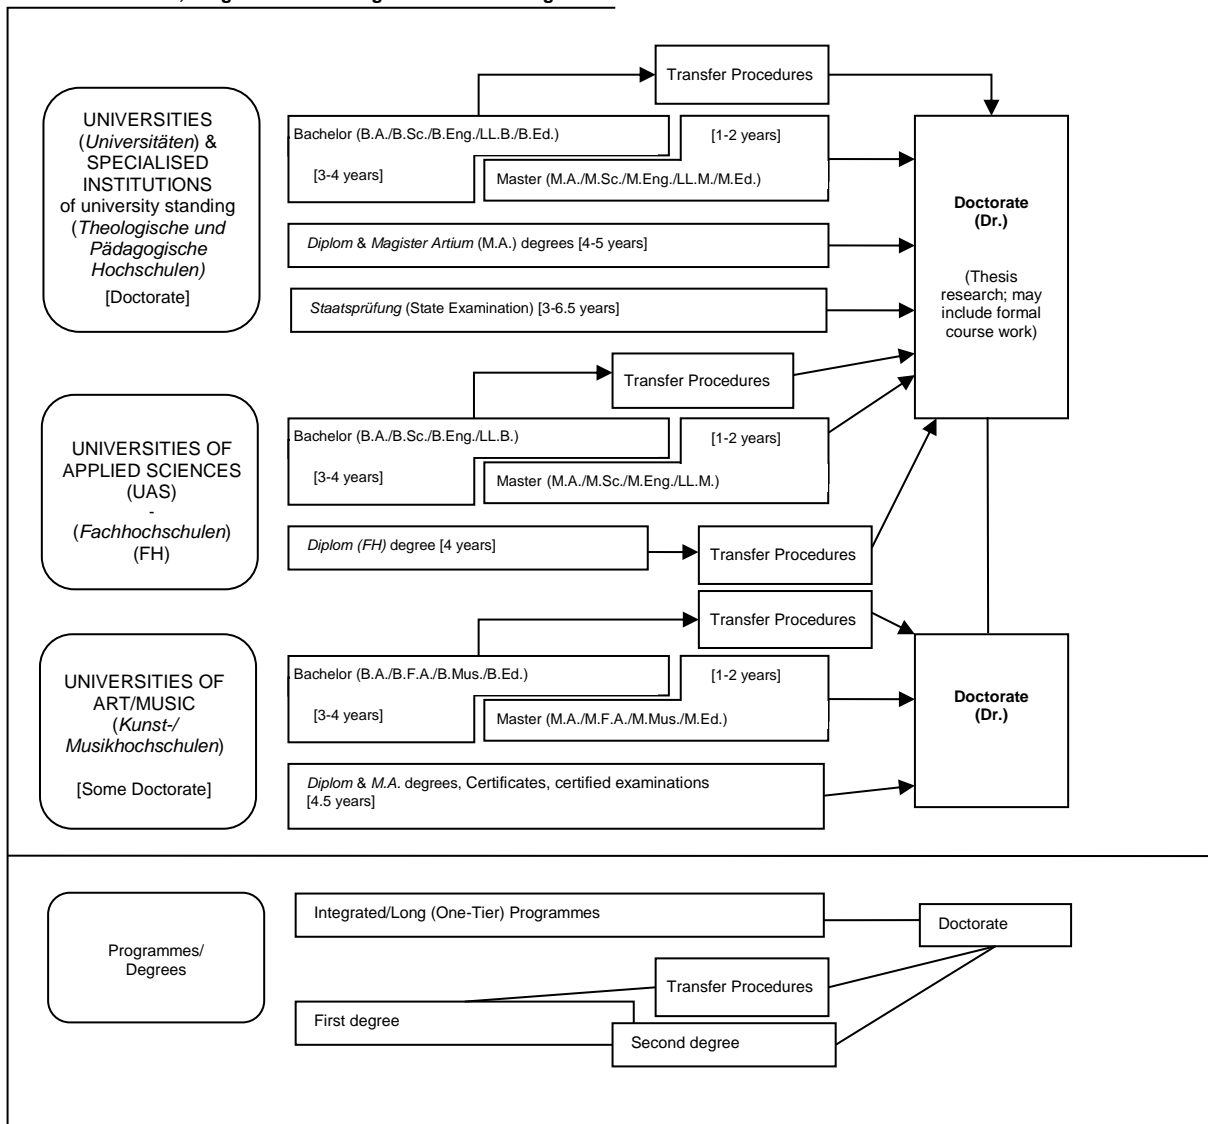 Transfer Procedures
UNIVERSITIES
(Universitäten) &
SPECIALISED
INSTITUTIONS
of university standing
(Theologische und
Pädagogische
Hochschulen)
[Doctorate]
Bachelor (B.A./B.Sc./B.Eng./LL.B./B.Ed.)
[1-2 years]
[3-4 years]
Master (M.A./M.Sc./M.Eng./LL.M./M.Ed.)
Diplom & Magister Artium (M.A.) degrees [4-5 years]
Staatsprüfung (State Examination) [3-6.5 years]
Doctorate
(Dr.)
(Thesis
research; may
include formal
course work)
Transfer Procedures
UNIVERSITIES OF
APPLIED SCIENCES
(UAS)
-
(Fachhochschulen)
(FH)
Bachelor (B.A./B.Sc./B.Eng./LL.B.)
[1-2 years]
[3-4 years]
Master (M.A./M.Sc./M.Eng./LL.M.)
Diplom (FH) degree [4 years]
Transfer Procedures
Transfer Procedures
UNIVERSITIES OF
ART/MUSIC
(Kunst-/
Musikhochschulen)
[Some Doctorate]
Bachelor (B.A./B.F.A./B.Mus./B.Ed.)
[1-2 years]
[3-4 years]
Master (M.A./M.F.A./M.Mus./M.Ed.)
Diplom & M.A. degrees, Certificates, certified examinations
[4.5 years]
Doctorate
(Dr.)
Programmes/
Degrees
Integrated/Long (One-Tier) Programmes
Doctorate
Transfer Procedures
First degree
Second degree